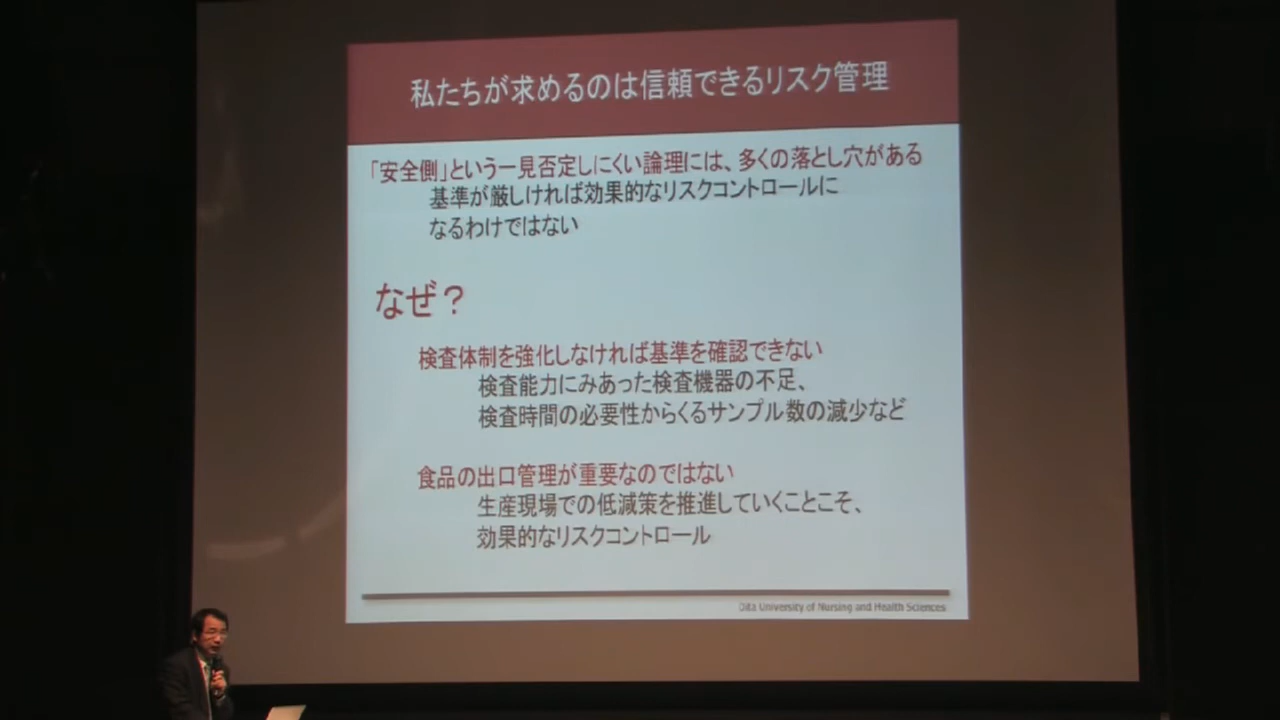 私たちが求めるのは信頼できるリスク管理
「安全側」という一見否定しにくい論理には、多くの落とし穴がある
基準が厳しければ効果的なリスクコントロールに
なるわけではない
なぜ？
検査体制を強化しなければ基準を確認できない
検査能力にみあった検査機器の不足、
検査時間の必要性からくるサンプル数の減少など
食品の出口管理が重要なのではない
生産現場での低減策を推進していくことこそ、
効果的なリスクコントロール
Oita University of Nursing and Health Sciences